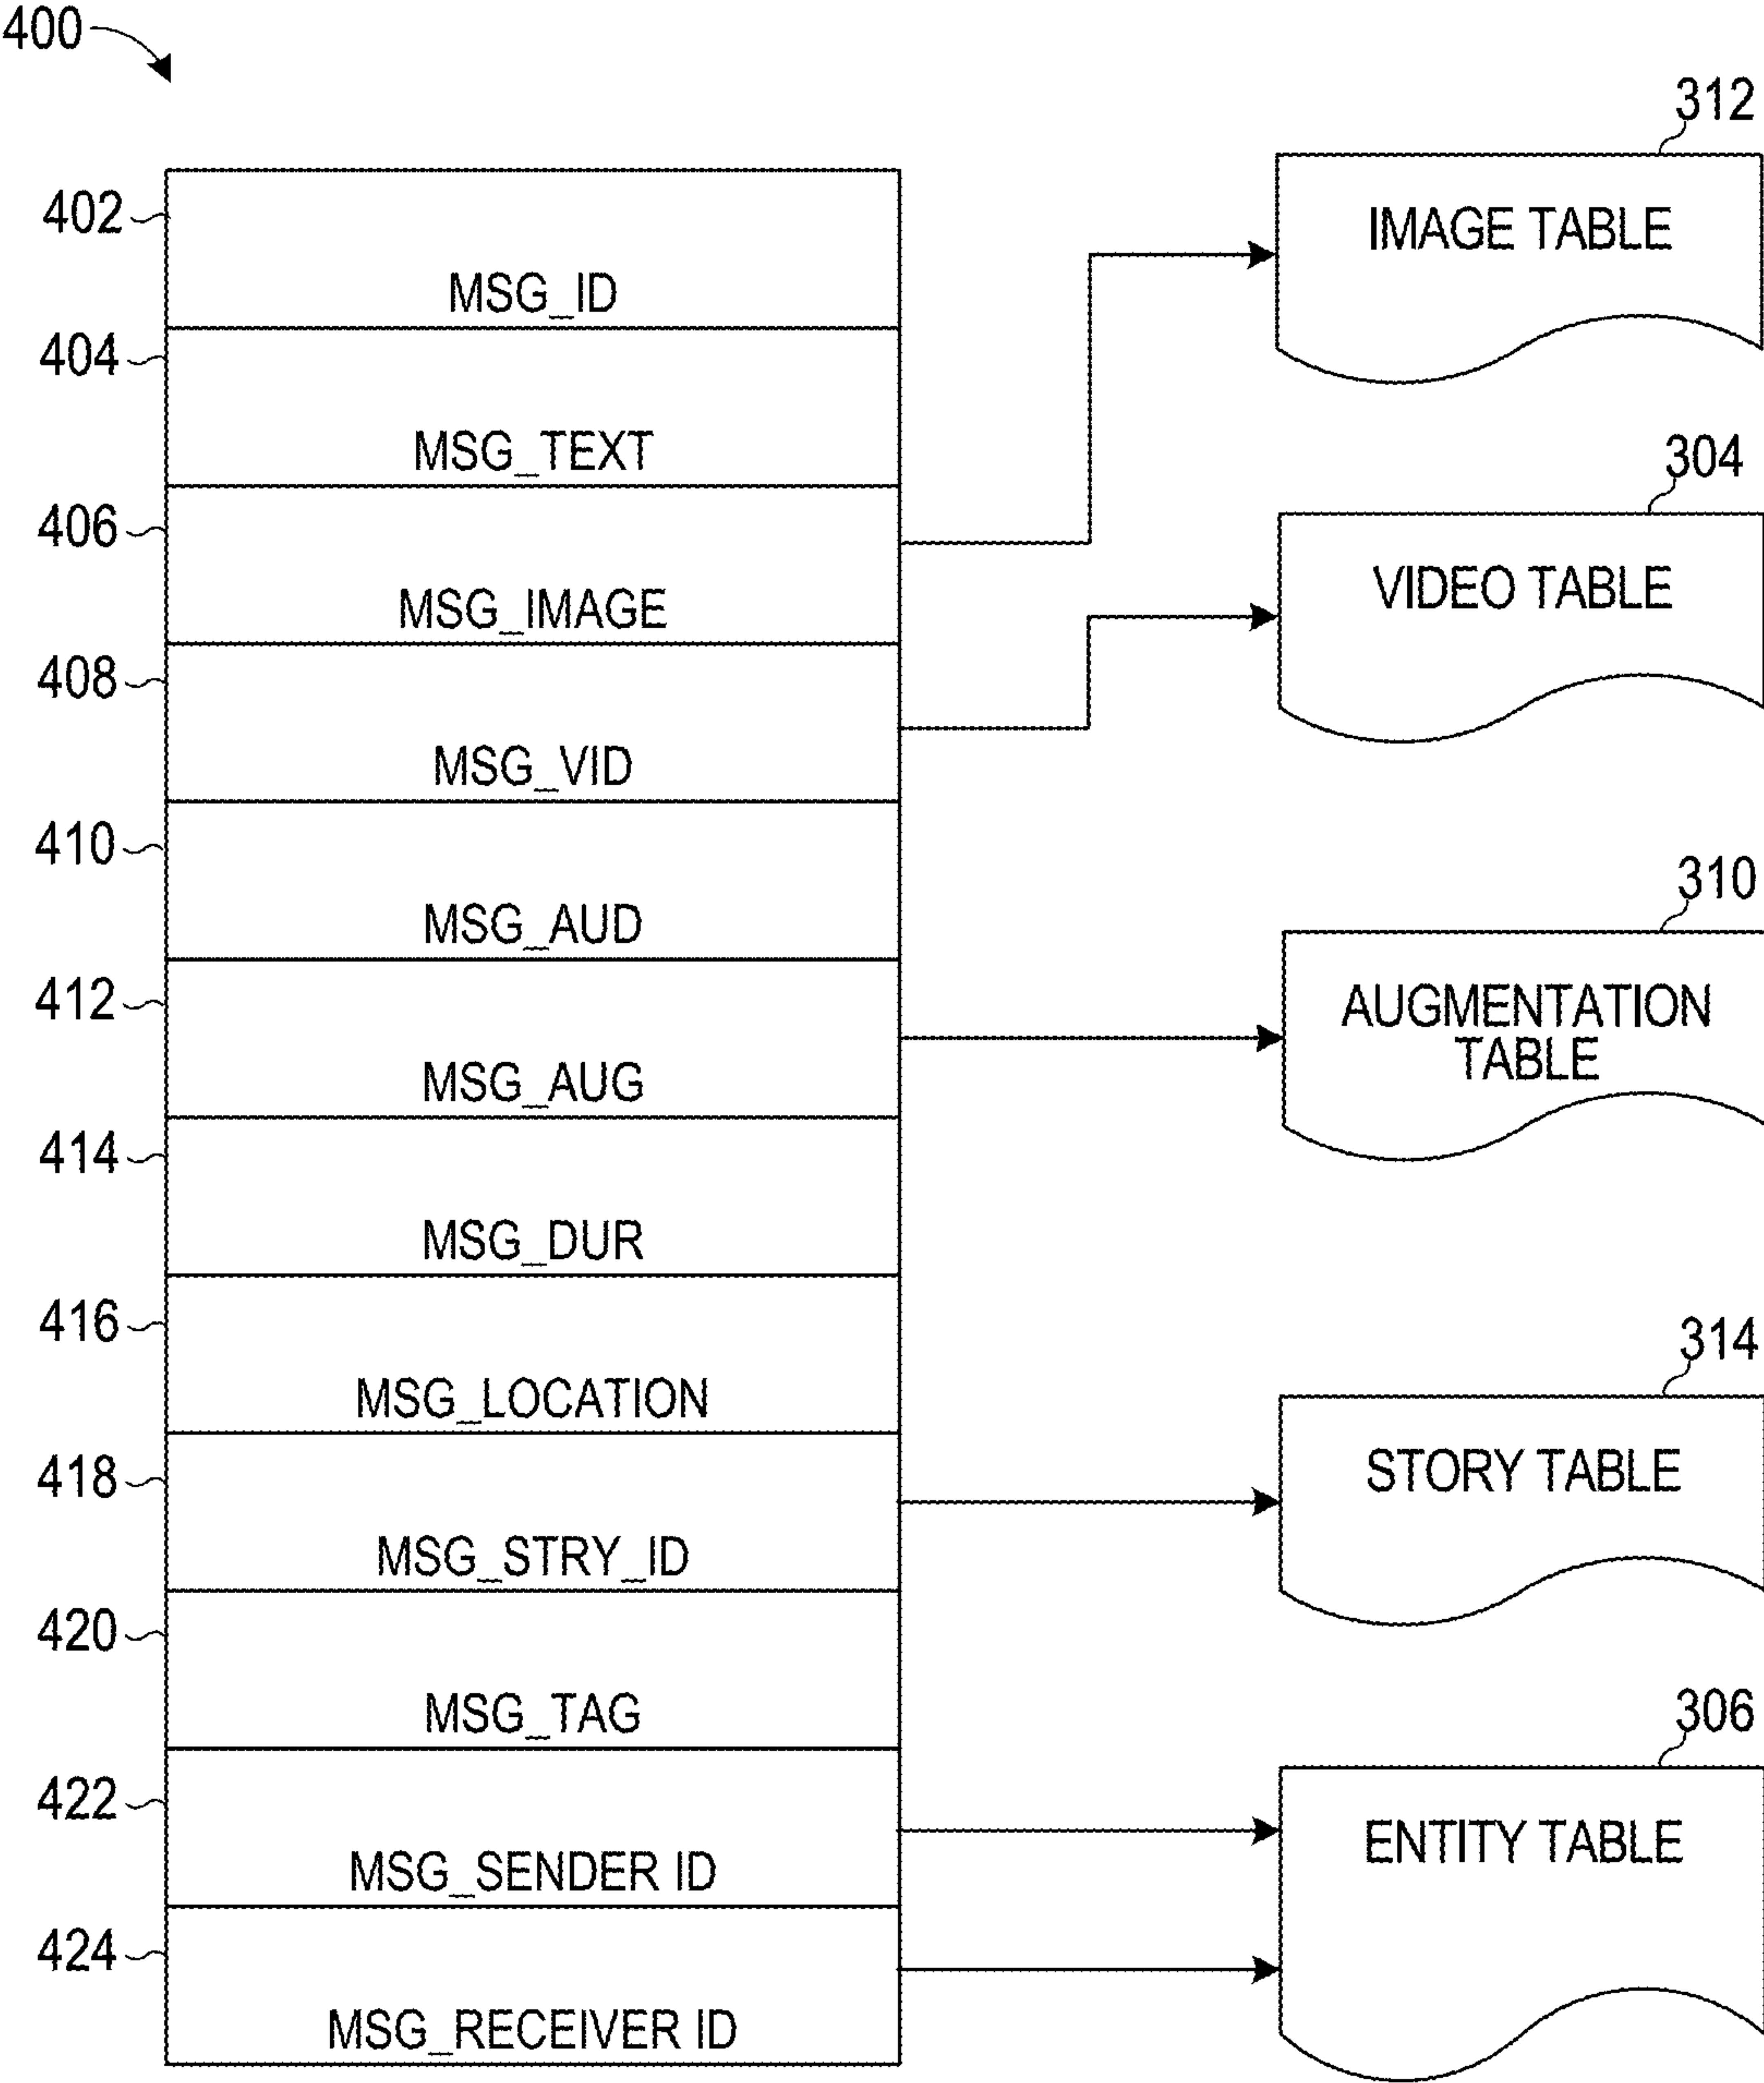 400
312
402
IMAGE TABLE
MSG_ID
404
MSG_TEXT
304
406
VIDEO TABLE
MSG_IMAGE
408
MSG_VID
410
310
MSG_AUD
412
AUGMENTATION
TABLE
MSG_AUG
414
MSG_DUR
416
314
MSG_LOCATION
418
STORY TABLE
MSG_STRY_ID
420
MSG_TAG
306
422
ENTITY TABLE
MSG_SENDER ID
424
MSG_RECEIVER ID